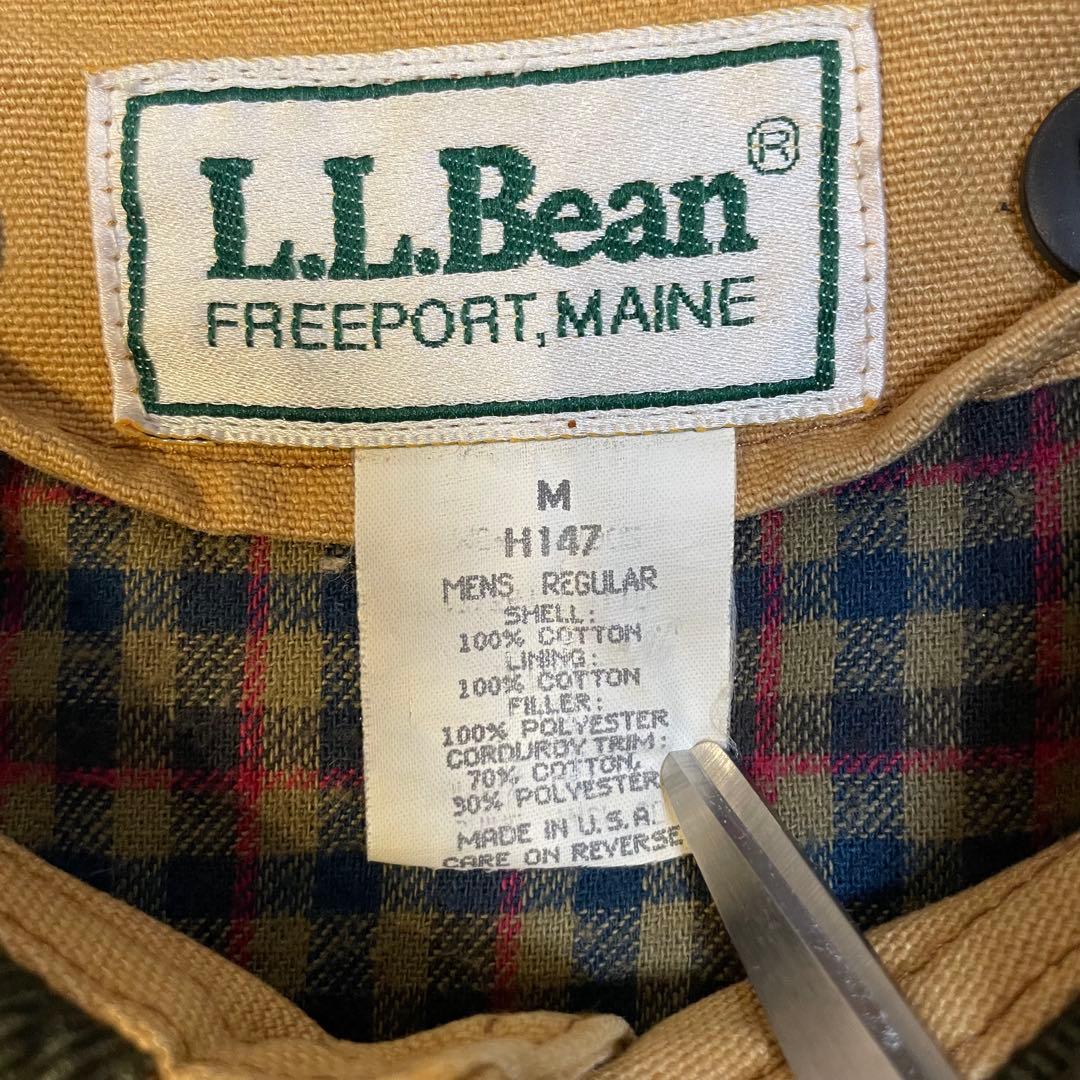 L.L.Bean®
FREEPORT, MAINE
M
H147
MENS REGULAR
SHELL:
100% COTTON
LINING:
100% COTTON
FILLER:
100% POLYESTER
CORDUROY TRIM:
70% COTTON,
30% POLYESTER
MADE IN U.S.A.
CARE ON REVERSE